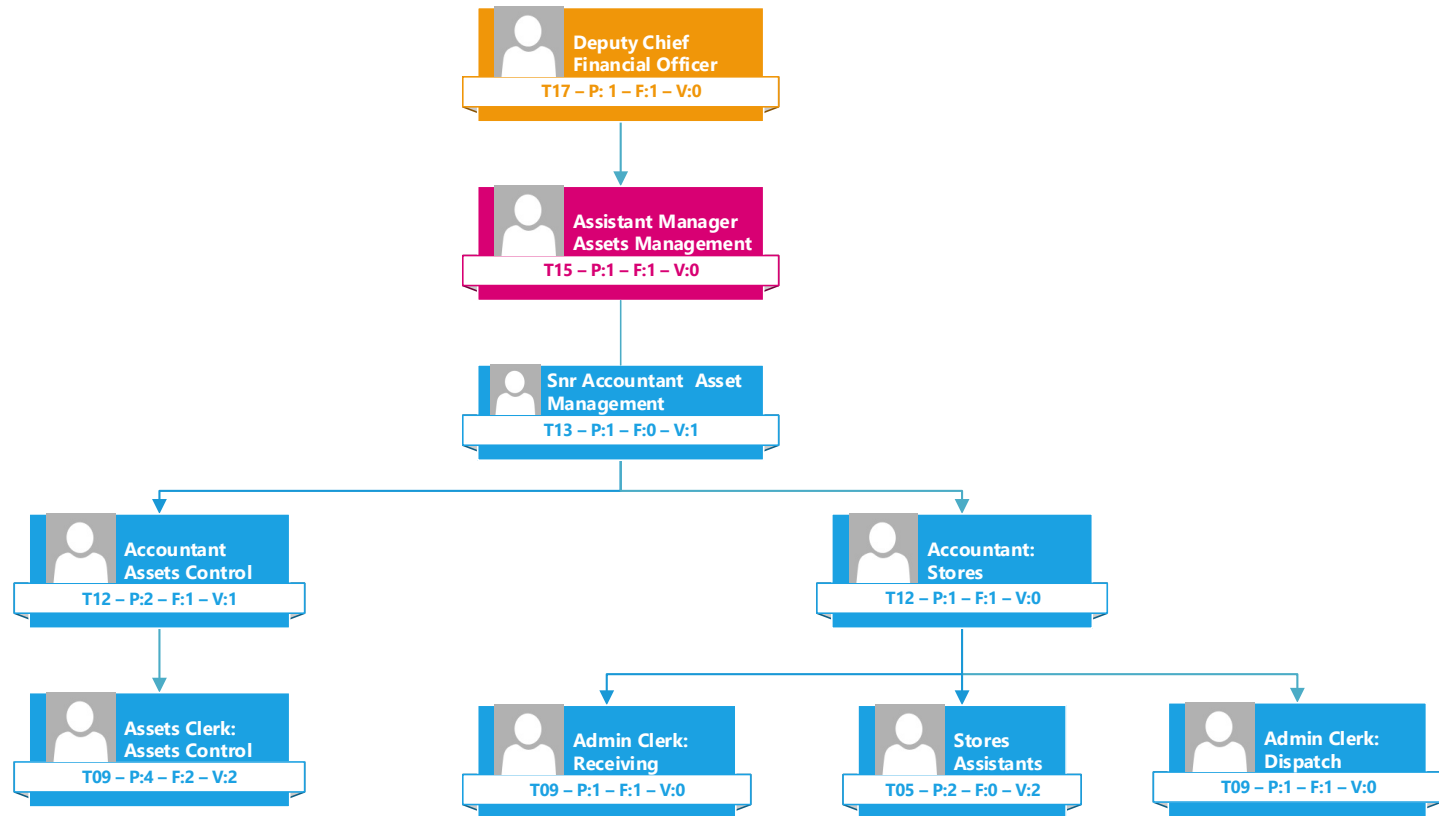 Deputy Chief
Financial Officer
T17 – P: 1 – F:1 – V:0
Assistant Manager
Assets Management
T15 – P:1 – F:1 – V:0
Snr Accountant Asset
Management
T13 – P:1 – F:0 – V:1
Accountant
Assets Control
T12 – P:2 – F:1 – V:1
Accountant:
Stores
T12 – P:1 – F:1 – V:0
Assets Clerk:
Assets Control
T09 – P:4 – F:2 – V:2
Admin Clerk:
Receiving
T09 – P:1 – F:1 – V:0
Stores
Assistants
T05 – P:2 – F:0 – V:2
Admin Clerk:
Dispatch
T09 – P:1 – F:1 – V:0